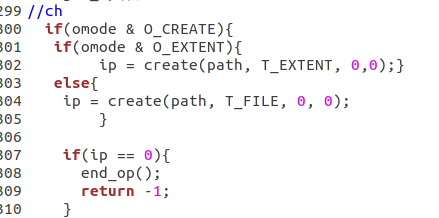 299 //ch
300   if(omode & O_CREATE){
301    if(omode & O_EXTENT){
302         ip = create(path, T_EXTENT, 0,0);}
303    else{
304     ip = create(path, T_FILE, 0, 0);
305         }
306
307     if(ip == 0){
308       end_op();
309       return -1;
310     }